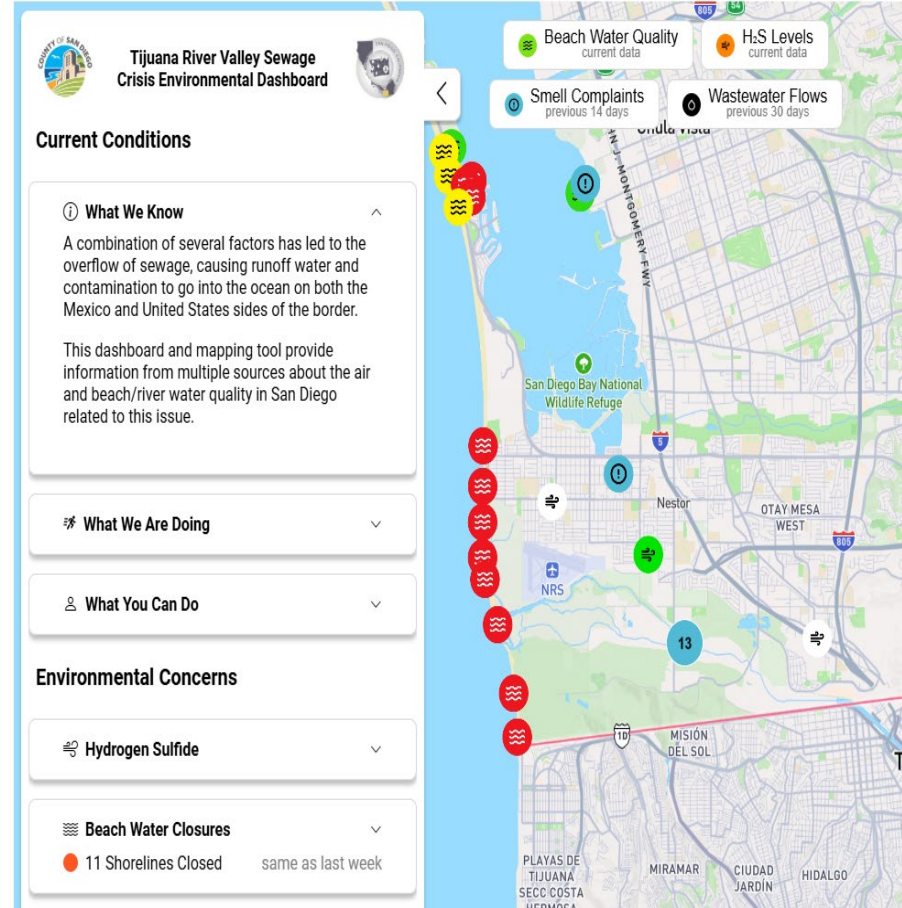 COUNTY OF SAN DIEGO
Tijuana River Valley Sewage
Crisis Environmental Dashboard
Current Conditions
What We Know
A combination of several factors has led to the
overflow of sewage, causing runoff water and
contamination to go into the ocean on both the
Mexico and United States sides of the border.
This dashboard and mapping tool provide
information from multiple sources about the air
and beach/river water quality in San Diego
related to this issue.
What We Are Doing
What You Can Do
Environmental Concerns
Hydrogen Sulfide
Beach Water Closures
11 Shorelines Closed same as last week
805
54
Beach Water Quality
current data
H₂S Levels
current data
Smell Complaints
previous 14 days
Wastewater Flows
previous 30 days
Chula Vista
N J. MONTGOMERY FWY
San Diego Bay National
Wildlife Refuge
5
Nestor
OTAY MESA
WEST
805
NRS
13
1D
MISIÓN
DEL SOL
T
PLAYAS DE
TIJUANA
SECC COSTA
HERMOSA
MIRAMAR
CIUDAD
JARDÍN
HIDALGO